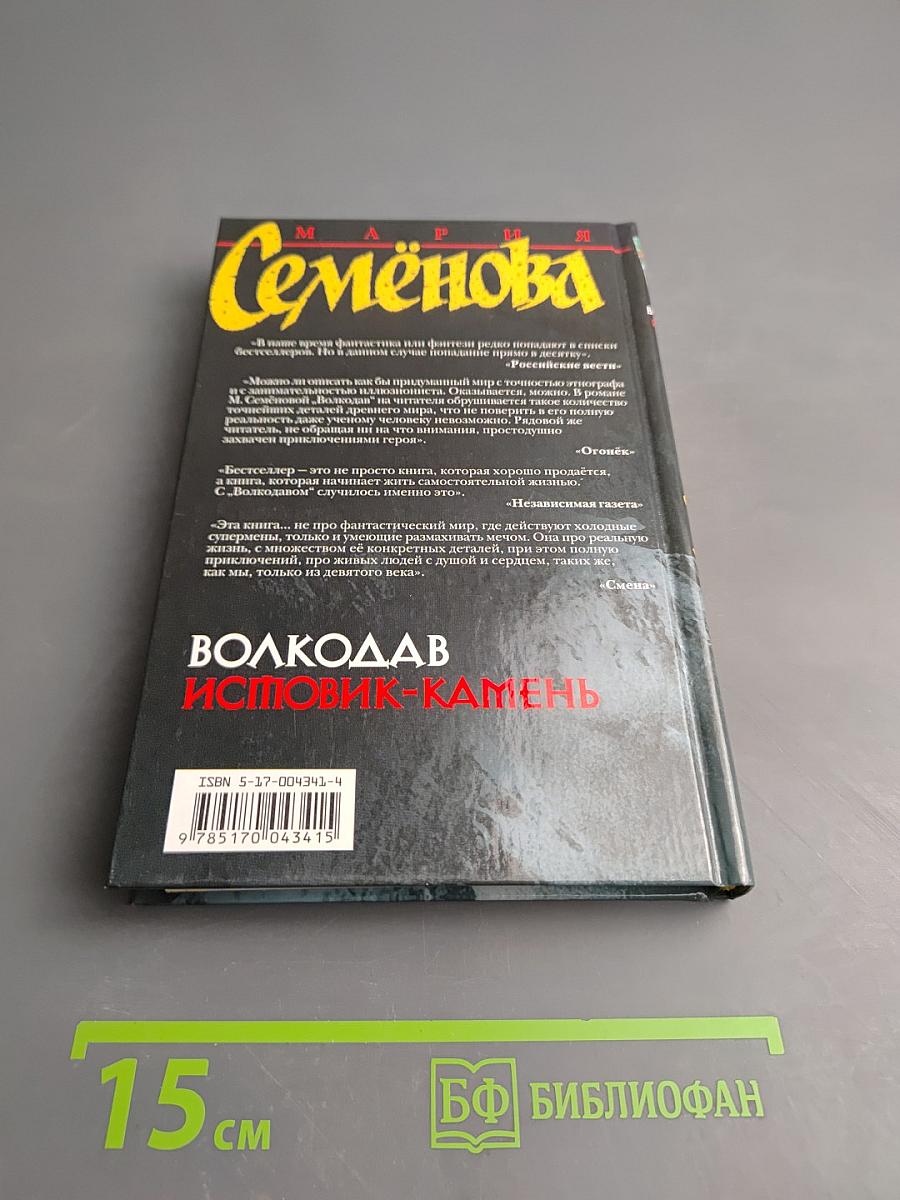 МАРИЯ
Семёнова
«В наше время фантастика или фэнтези редко попадают в списки
бестселлеров. Но в данном случае попадание прямо в десятку».
«Российские вести»
«Можно ли описать как бы придуманный мир с точностью этнографа
и с занимательностью иллюзиониста. Оказывается, можно. В романе
М. Семёновой „Волкодав“ на читателя обрушивается такое количество
точнейших деталей древнего мира, что не поверить в его полную
реальность даже ученому человеку невозможно. Рядовой же
читатель, не обращая ни на что внимания, простодушно
захвачен приключениями героя».
«Огонёк»
«Бестселлер — это не просто книга, которая хорошо продаётся,
а книга, которая начинает жить самостоятельной жизнью.
С „Волкодавом“ случилось именно это».
«Независимая газета»
«Эта книга... не про фантастический мир, где действуют холодные
супермены, только и умеющие размахивать мечом. Она про реальную
жизнь, с множеством её конкретных деталей, при этом полную
приключений, про живых людей с душой и сердцем, таких же,
как мы, только из девятого века».
«Смена»
ВОЛКОДАВ
ИСТОВИК-КАМЕНЬ
ISBN 5-17-004341-4
9 785170 043415
15 см
БФ БИБЛИОФАН